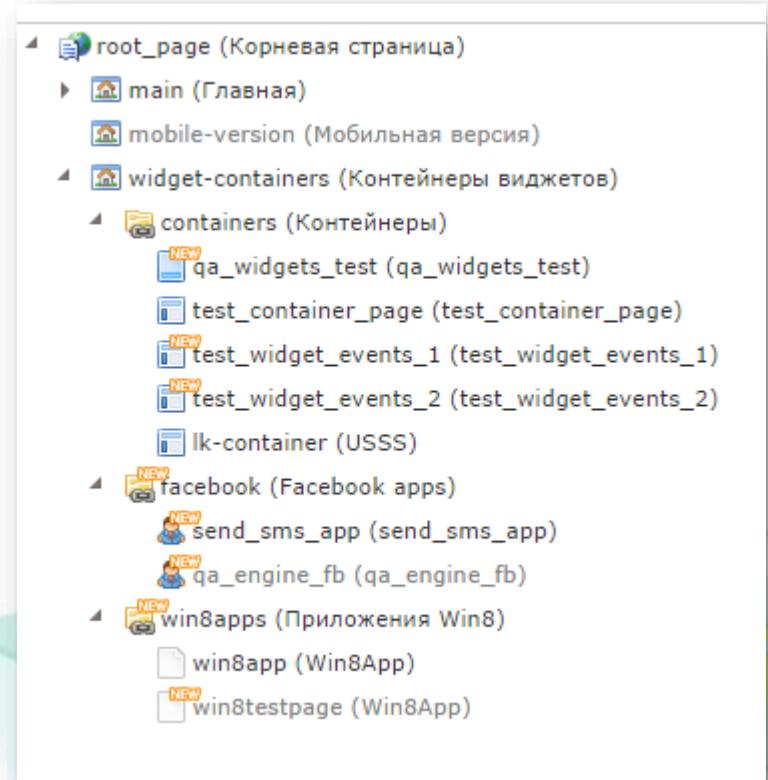 root_page (Корневая страница)
main (Главная)
mobile-version (Мобильная версия)
widget-containers (Контейнеры виджетов)
containers (Контейнеры)
NEW qa_widgets_test (qa_widgets_test)
test_container_page (test_container_page)
NEW test_widget_events_1 (test_widget_events_1)
NEW test_widget_events_2 (test_widget_events_2)
lk-container (USSS)
NEW facebook (Facebook apps)
NEW send_sms_app (send_sms_app)
NEW qa_engine_fb (qa_engine_fb)
NEW win8apps (Приложения Win8)
win8app (Win8App)
NEW win8testpage (Win8App)